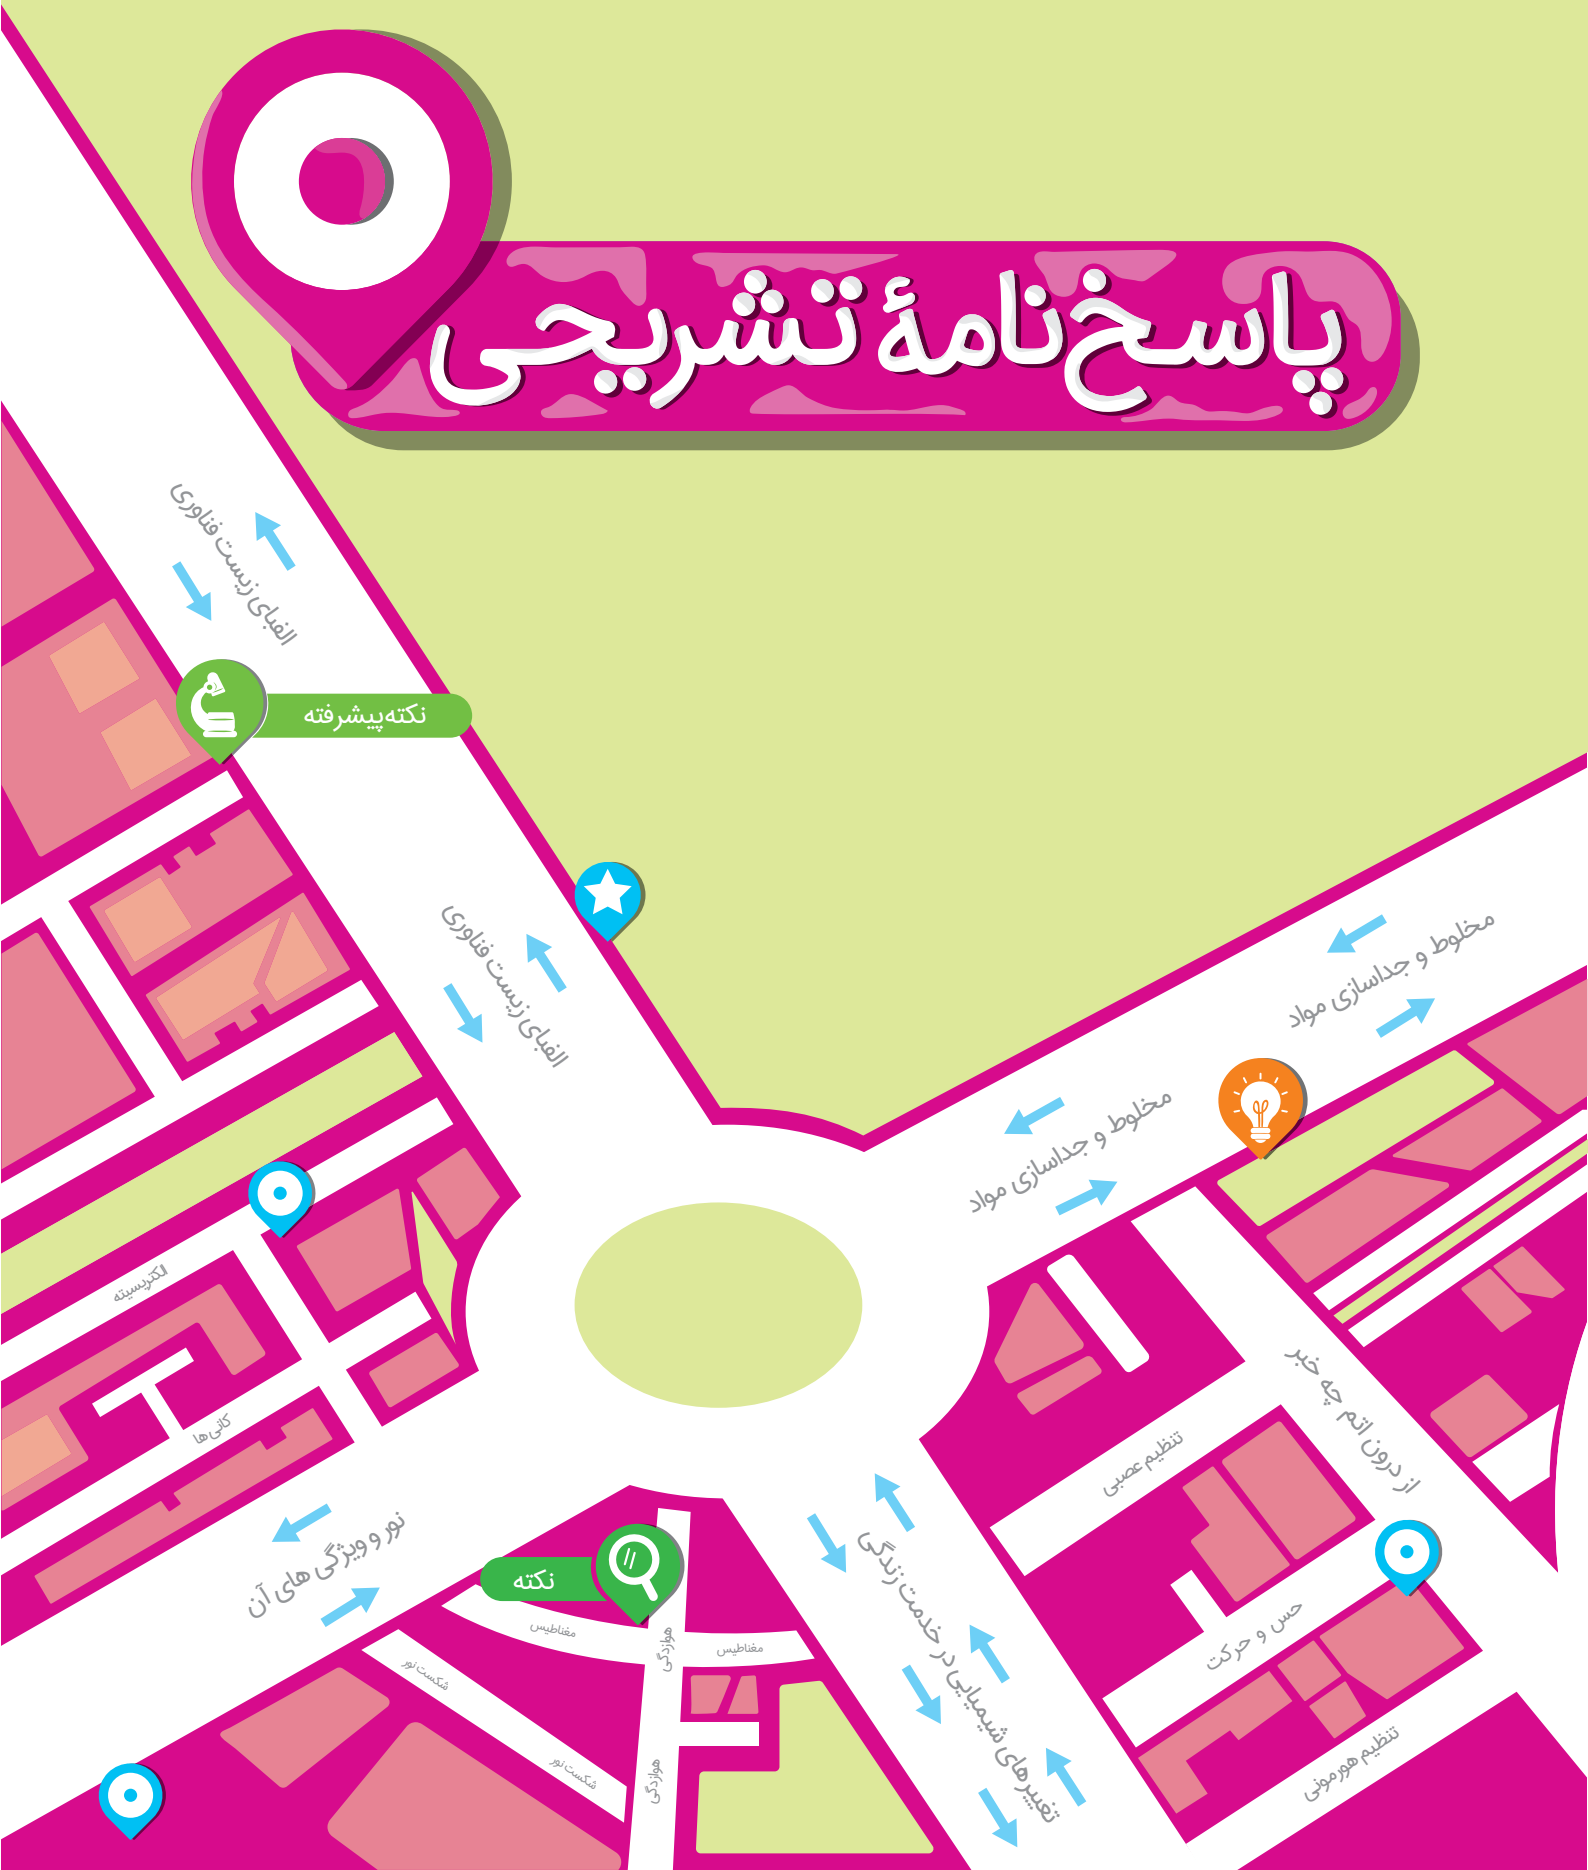 پاسخ‌نامهٔ تشریحی
الفبای زیست فناوری
نکته‌پیشرفته
الفبای زیست فناوری
مخلوط و جداسازی مواد
مخلوط و جداسازی مواد
الکتریسیته
کانی‌ها
از درون اتم چه خبر
تنظیم عصبی
نور و ویژگی های آن
نکته
مغناطیس
هوازدگی
مغناطیس
تغییرهای شیمیایی در خدمت زندگی
حس و حرکت
شکست نور
شکست نور
هوازدگی
تنظیم هورمونی